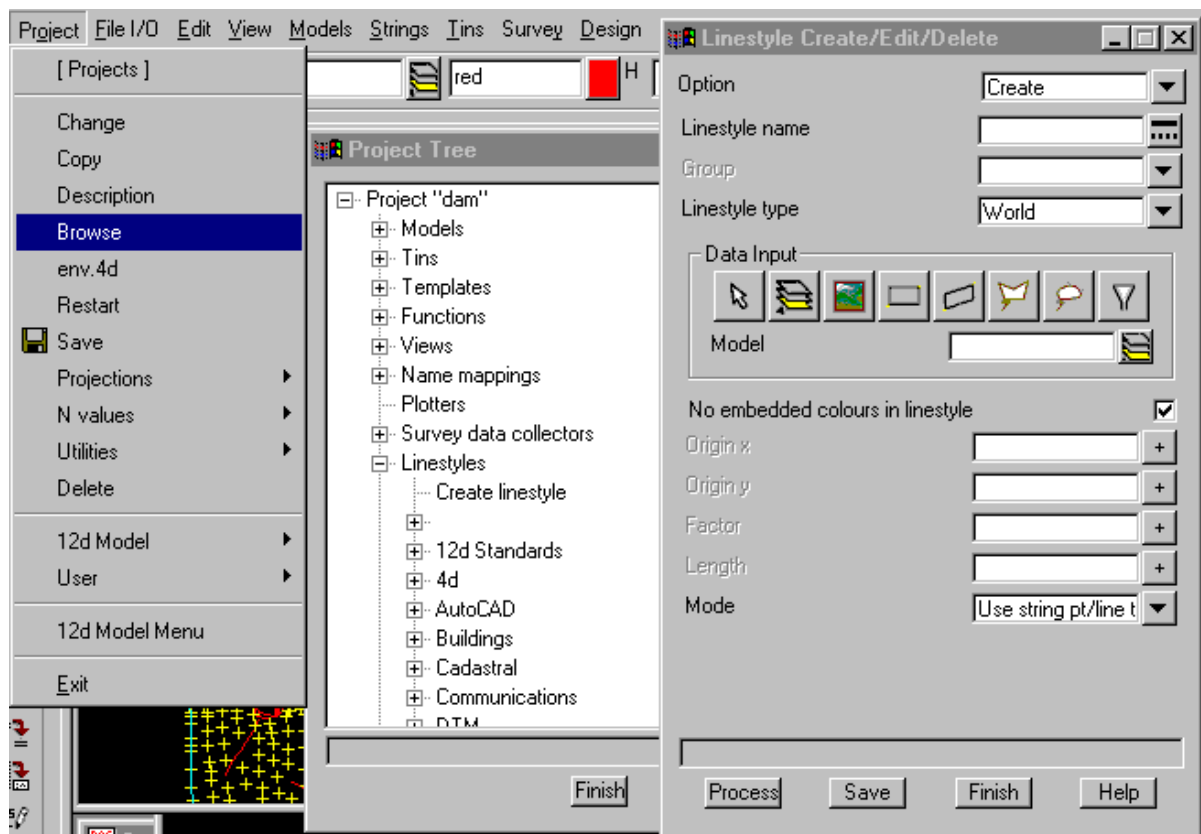 Project File I/O Edit View Models Strings Tins Survey Design
[ Projects ]
Change
Copy
Description
Browse
env.4d
Restart
Save
Projections
N values
Utilities
Delete
12d Model
User
12d Model Menu
Exit
red
H
Project Tree
Project "dam"
Models
Tins
Templates
Functions
Views
Name mappings
Plotters
Survey data collectors
Linestyles
Create linestyle
12d Standards
4d
AutoCAD
Buildings
Cadastral
Communications
DTM
Finish
Linestyle Create/Edit/Delete
Option Create
Linestyle name
Group
Linestyle type World
Data Input
Model
No embedded colours in linestyle
Origin x
Origin y
Factor
Length
Mode Use string pt/line t
Process Save Finish Help